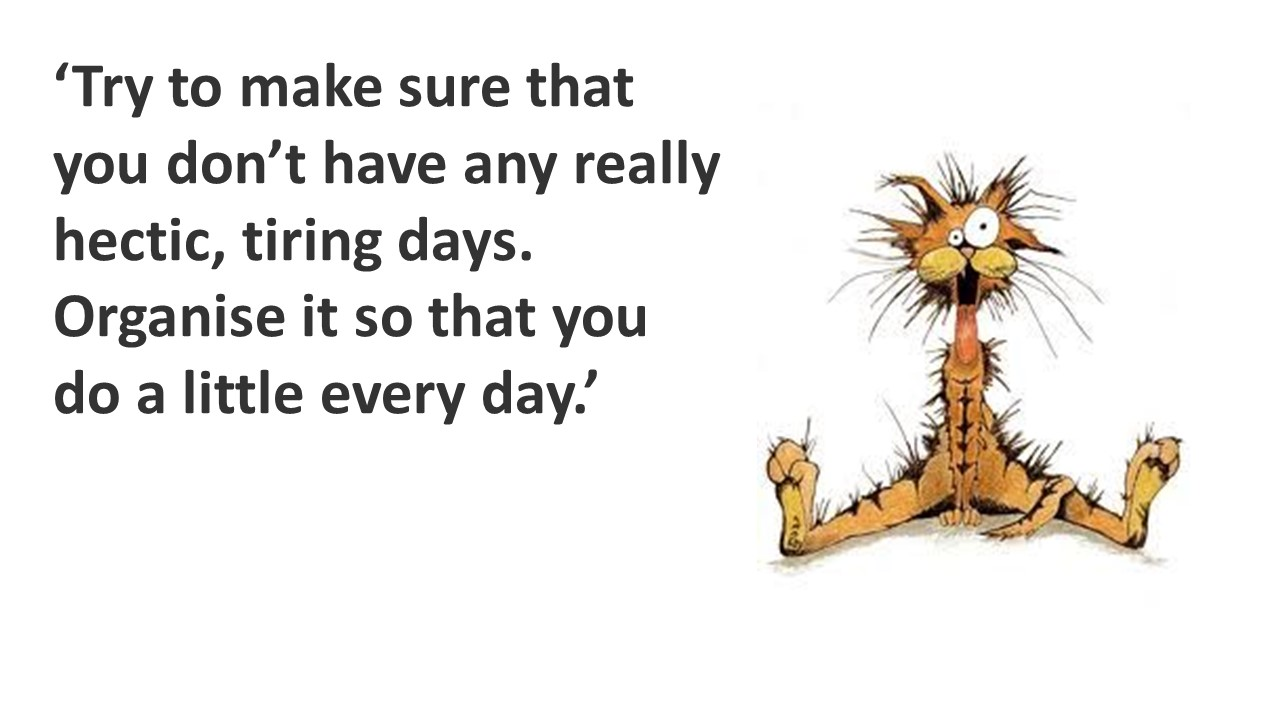 ‘Try to make sure that
you don’t have any really
hectic, tiring days.
Organise it so that you
do a little every day.’